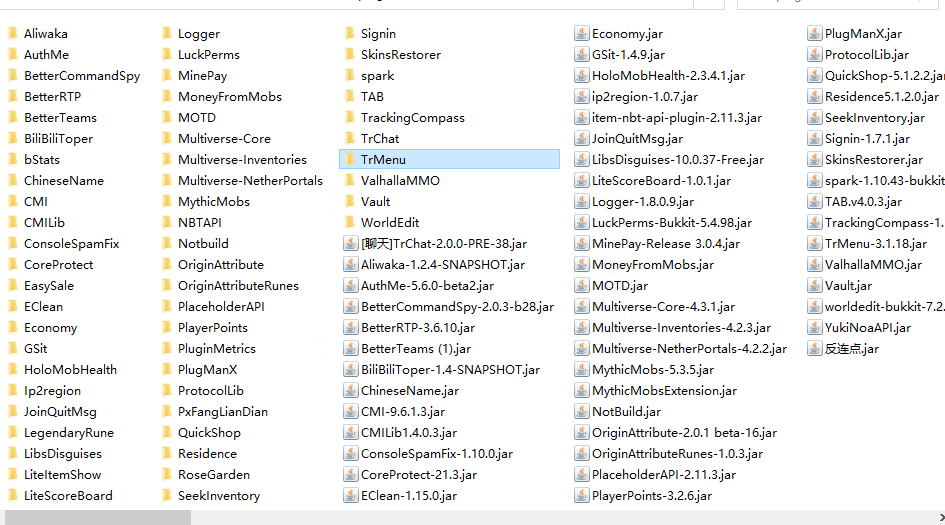 Aliwaka
AuthMe
BetterCommandSpy
BetterRTP
BetterTeams
BiliBiliToper
bStats
ChineseName
CMI
CMILib
ConsoleSpamFix
CoreProtect
EasySale
EClean
Economy
GSit
HoloMobHealth
Ip2region
JoinQuitMsg
LegendaryRune
LibsDisguises
LiteItemShow
LiteScoreBoard
Logger
LuckPerms
MinePay
MoneyFromMobs
MOTD
Multiverse-Core
Multiverse-Inventories
Multiverse-NetherPortals
MythicMobs
NBTAPI
Notbuild
OriginAttribute
OriginAttributeRunes
PlaceholderAPI
PlayerPoints
PluginMetrics
PlugManX
ProtocolLib
PxFangLianDian
QuickShop
Residence
RoseGarden
SeekInventory
Signin
SkinsRestorer
spark
TAB
TrackingCompass
TrChat
TrMenu
ValhallaMMO
Vault
WorldEdit
[聊天]TrChat-2.0.0-PRE-38.jar
Aliwaka-1.2.4-SNAPSHOT.jar
AuthMe-5.6.0-beta2.jar
BetterCommandSpy-2.0.3-b28.jar
BetterRTP-3.6.10.jar
BetterTeams (1).jar
BiliBiliToper-1.4-SNAPSHOT.jar
ChineseName.jar
CMI-9.6.1.3.jar
CMILib1.4.0.3.jar
ConsoleSpamFix-1.10.0.jar
CoreProtect-21.3.jar
EClean-1.15.0.jar
Economy.jar
GSit-1.4.9.jar
HoloMobHealth-2.3.4.1.jar
ip2region-1.0.7.jar
item-nbt-api-plugin-2.11.3.jar
JoinQuitMsg.jar
LibsDisguises-10.0.37-Free.jar
LiteScoreBoard-1.0.1.jar
Logger-1.8.0.9.jar
LuckPerms-Bukkit-5.4.98.jar
MinePay-Release 3.0.4.jar
MoneyFromMobs.jar
MOTD.jar
Multiverse-Core-4.3.1.jar
Multiverse-Inventories-4.2.3.jar
Multiverse-NetherPortals-4.2.2.jar
MythicMobs-5.3.5.jar
MythicMobsExtension.jar
NotBuild.jar
OriginAttribute-2.0.1 beta-16.jar
OriginAttributeRunes-1.0.3.jar
PlaceholderAPI-2.11.3.jar
PlayerPoints-3.2.6.jar
PlugManX.jar
ProtocolLib.jar
QuickShop-5.1.2.2.jar
Residence5.1.2.0.jar
SeekInventory.jar
Signin-1.7.1.jar
SkinsRestorer.jar
spark-1.10.43-bukkit
TAB.v4.0.3.jar
TrackingCompass-1.
TrMenu-3.1.18.jar
ValhallaMMO.jar
Vault.jar
worldedit-bukkit-7.2.
YukiNoaAPI.jar
反连点.jar